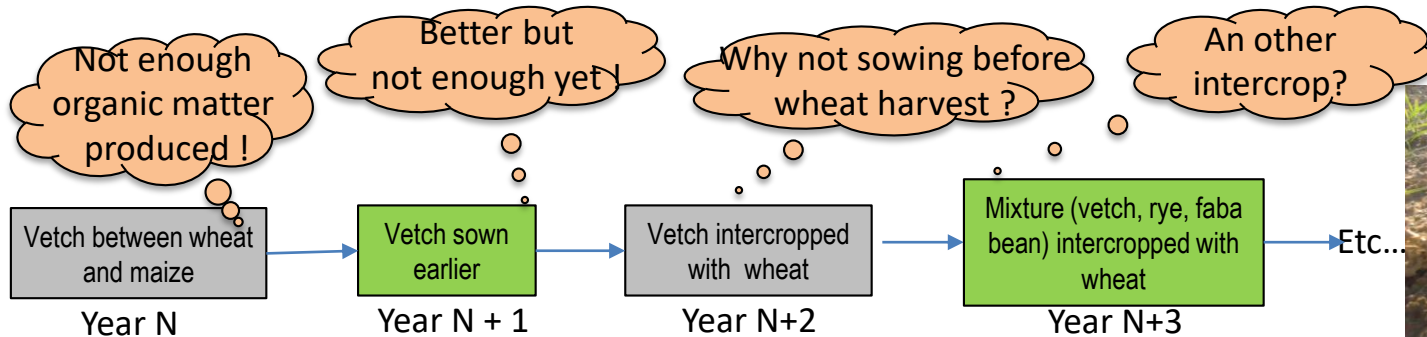 Not enough
organic matter
produced !
Better but
not enough yet !
Why not sowing before
wheat harvest ?
An other
intercrop?
Vetch between wheat
and maize
Vetch sown
earlier
Vetch intercropped
with wheat
Mixture (vetch, rye, faba
bean) intercropped with
wheat
Etc...
Year N
Year N + 1
Year N+2
Year N+3